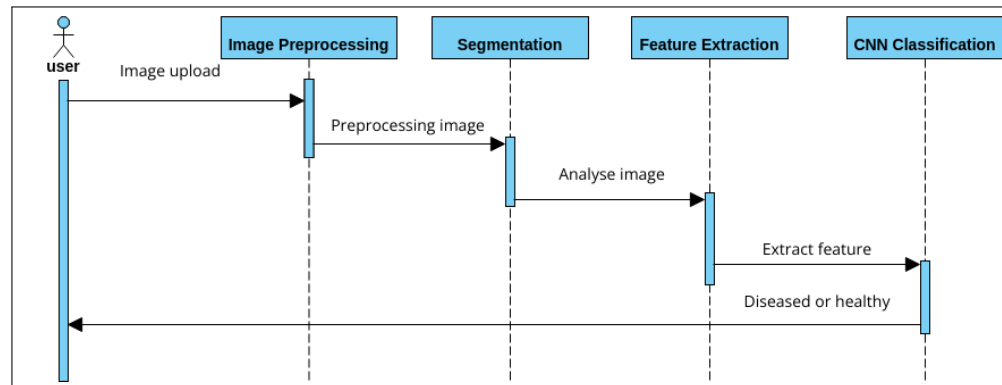 user
Image Preprocessing
Segmentation
Feature Extraction
CNN Classification
Image upload
Preprocessing image
Analyse image
Extract feature
Diseased or healthy